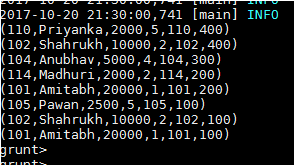 2017-10-20 21:30:00,741 [main] INFO
2017-10-20 21:30:00,741 [main] INFO
(110,Priyanka,2000,5,110,400)
(102,Shahrukh,10000,2,102,400)
(104,Anubhav,5000,4,104,300)
(114,Madhuri,2000,2,114,200)
(101,Amitabh,20000,1,101,200)
(105,Pawan,2500,5,105,100)
(102,Shahrukh,10000,2,102,100)
(101,Amitabh,20000,1,101,100)
grunt>
grunt>